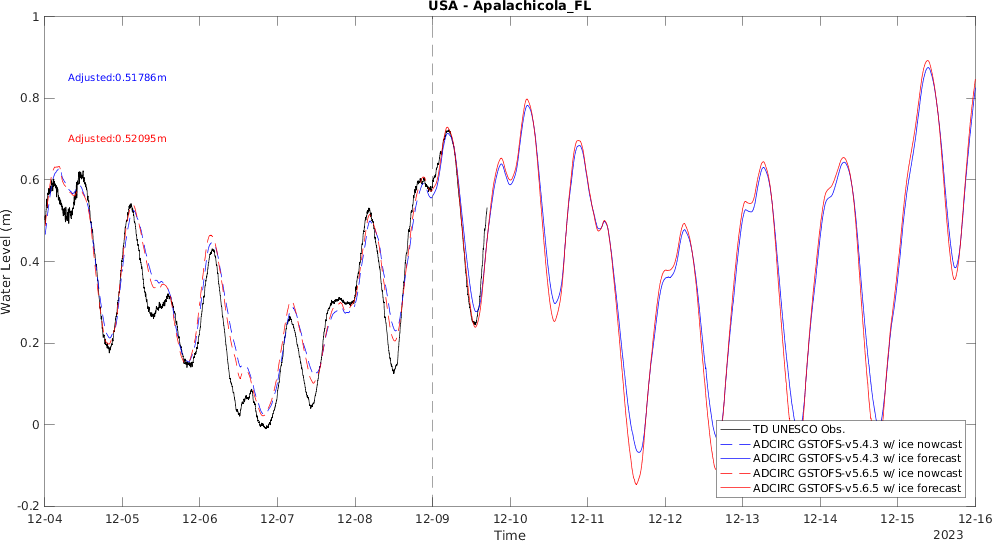 USA - Apalachicola_FL
1
0.8
0.6
0.4
0.2
0
-0.2
Water Level (m)
Adjusted:0.51786m
Adjusted:0.52095m
TD UNESCO Obs.
ADCIRC GSTOFS-v5.4.3 w/ ice nowcast
ADCIRC GSTOFS-v5.4.3 w/ ice forecast
ADCIRC GSTOFS-v5.6.5 w/ ice nowcast
ADCIRC GSTOFS-v5.6.5 w/ ice forecast
12-04 12-05 12-06 12-07 12-08 12-09 12-10 12-11 12-12 12-13 12-14 12-15 12-16
Time
2023